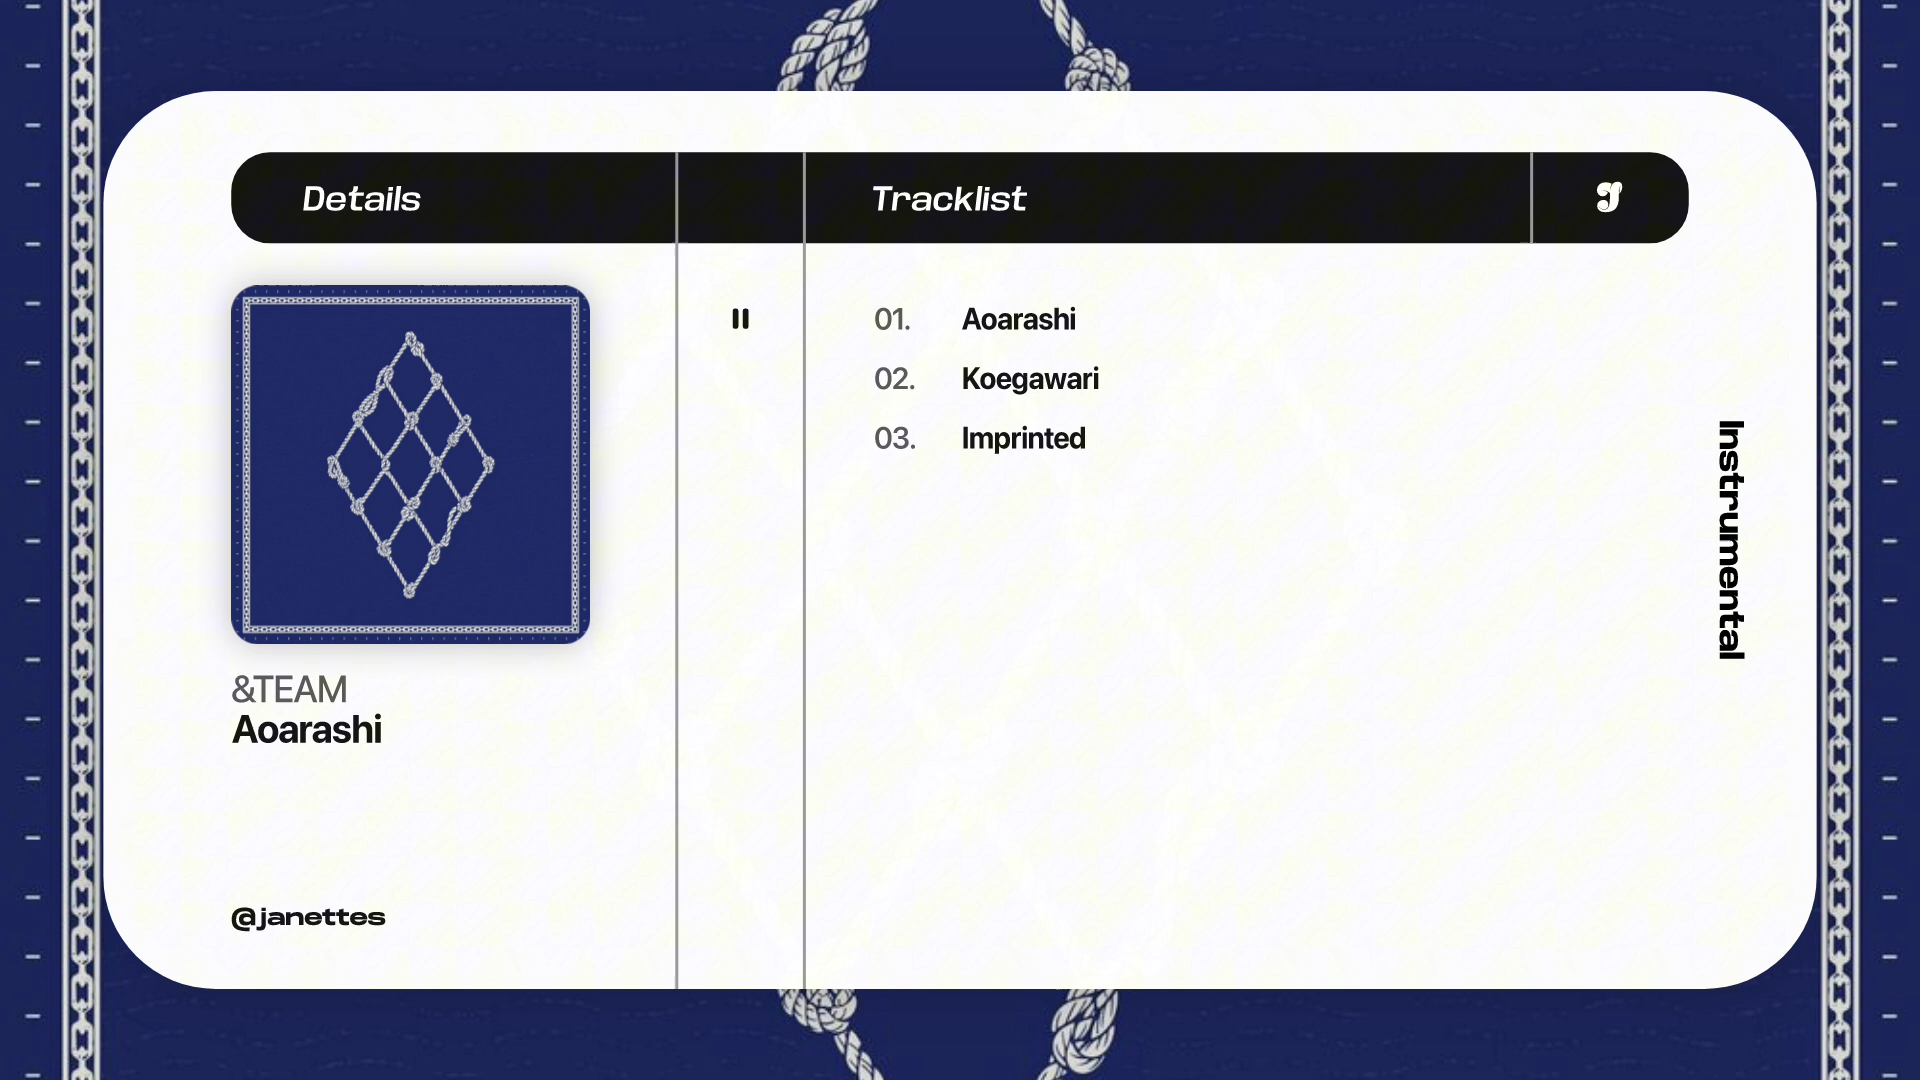 Details
Tracklist
01. Aoarashi
02. Koegawari
03. Imprinted
&TEAM
Aoarashi
@janettes
Instrumental